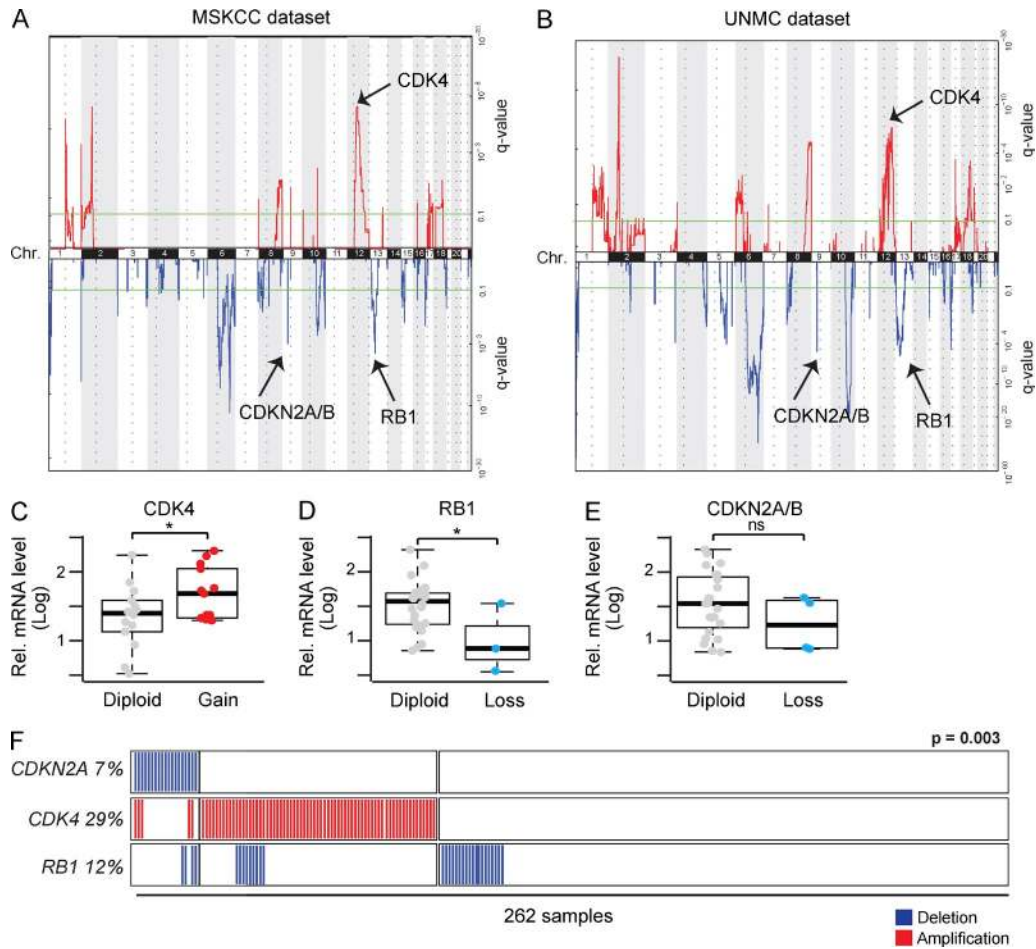 A
MSKCC dataset
B
UNMC dataset
CDK4
CDK4
q-value
q-value
0.1
0.1
Chr.
1 2 3 4 5 6 7 8 9 10 11 12 13 14 15 16 17 18 20
Chr.
1 2 3 4 5 6 7 8 9 10 11 12 13 14 15 16 17 18 20
0.1
0.1
q-value
q-value
CDKN2A/B
RB1
CDKN2A/B
RB1
C
CDK4
*
Rel. mRNA level
(Log)
2
1
Diploid
Gain
D
RB1
*
Rel. mRNA level
(Log)
2
1
Diploid
Loss
E
CDKN2A/B
ns
Rel. mRNA level
(Log)
2
1
Diploid
Loss
F
p = 0.003
CDKN2A 7%
CDK4 29%
RB1 12%
262 samples
Deletion
Amplification